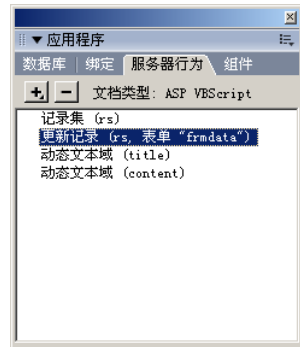 应用程序
数据库 绑定 服务器行为 组件
文档类型: ASP VBScript
记录集 (rs)
更新记录 (rs, 表单 “frmdata”)
动态文本域 (title)
动态文本域 (content)